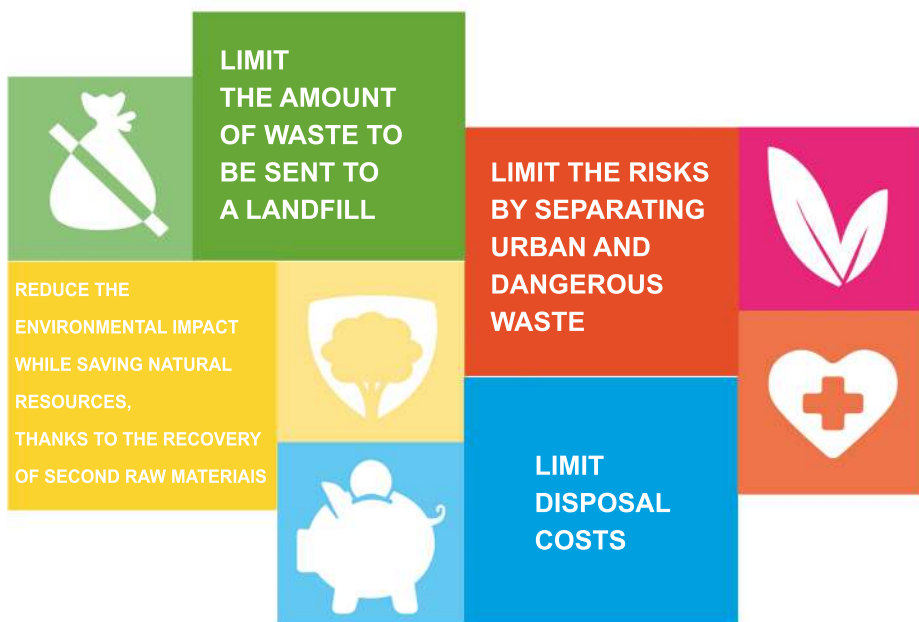 LIMIT
THE AMOUNT
OF WASTE TO
BE SENT TO
A LANDFILL
LIMIT THE RISKS
BY SEPARATING
URBAN AND
DANGEROUS
WASTE
REDUCE THE
ENVIRONMENTAL IMPACT
WHILE SAVING NATURAL
RESOURCES,
THANKS TO THE RECOVERY
OF SECOND RAW MATERIAIS
LIMIT
DISPOSAL
COSTS